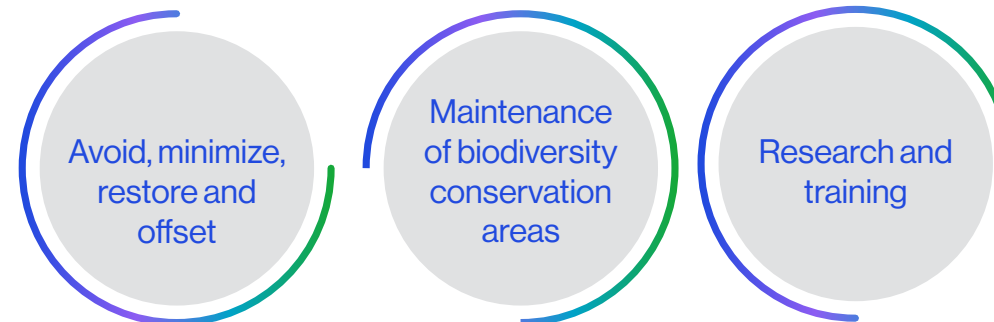 Avoid, minimize,
restore and
offset
Maintenance
of biodiversity
conservation
areas
Research and
training